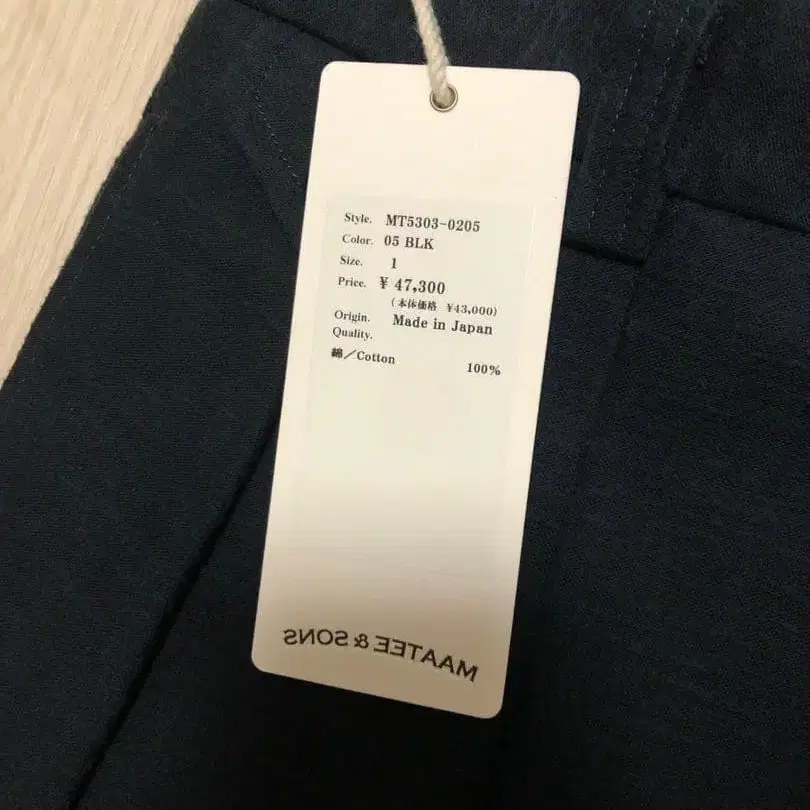 Style. MT5303-0205
Color. 05 BLK
Size. 1
Price. ¥ 47,300
(本体価格 ¥43,000)
Origin. Made in Japan
Quality.
綿／Cotton 100%
MAATEE & SONS